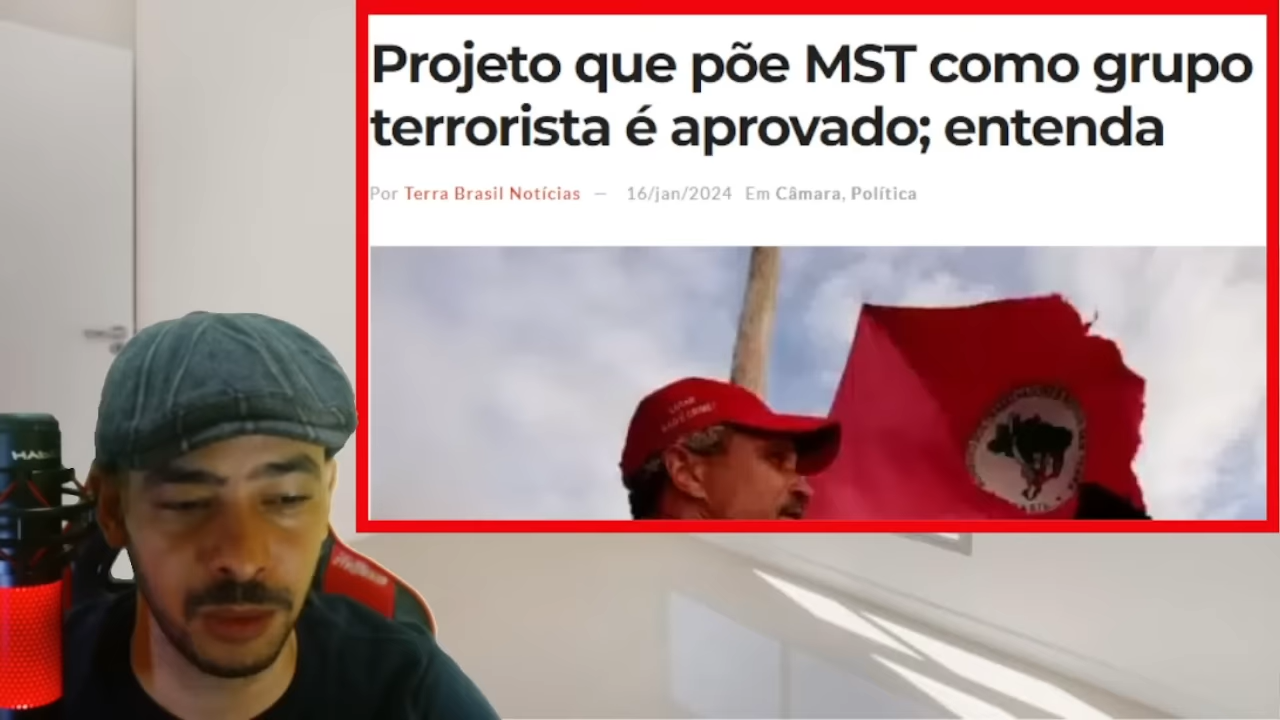 Projeto que põe MST como grupo
terrorista é aprovado; entenda
Por Terra Brasil Notícias — 16/jan/2024 Em Câmara, Política